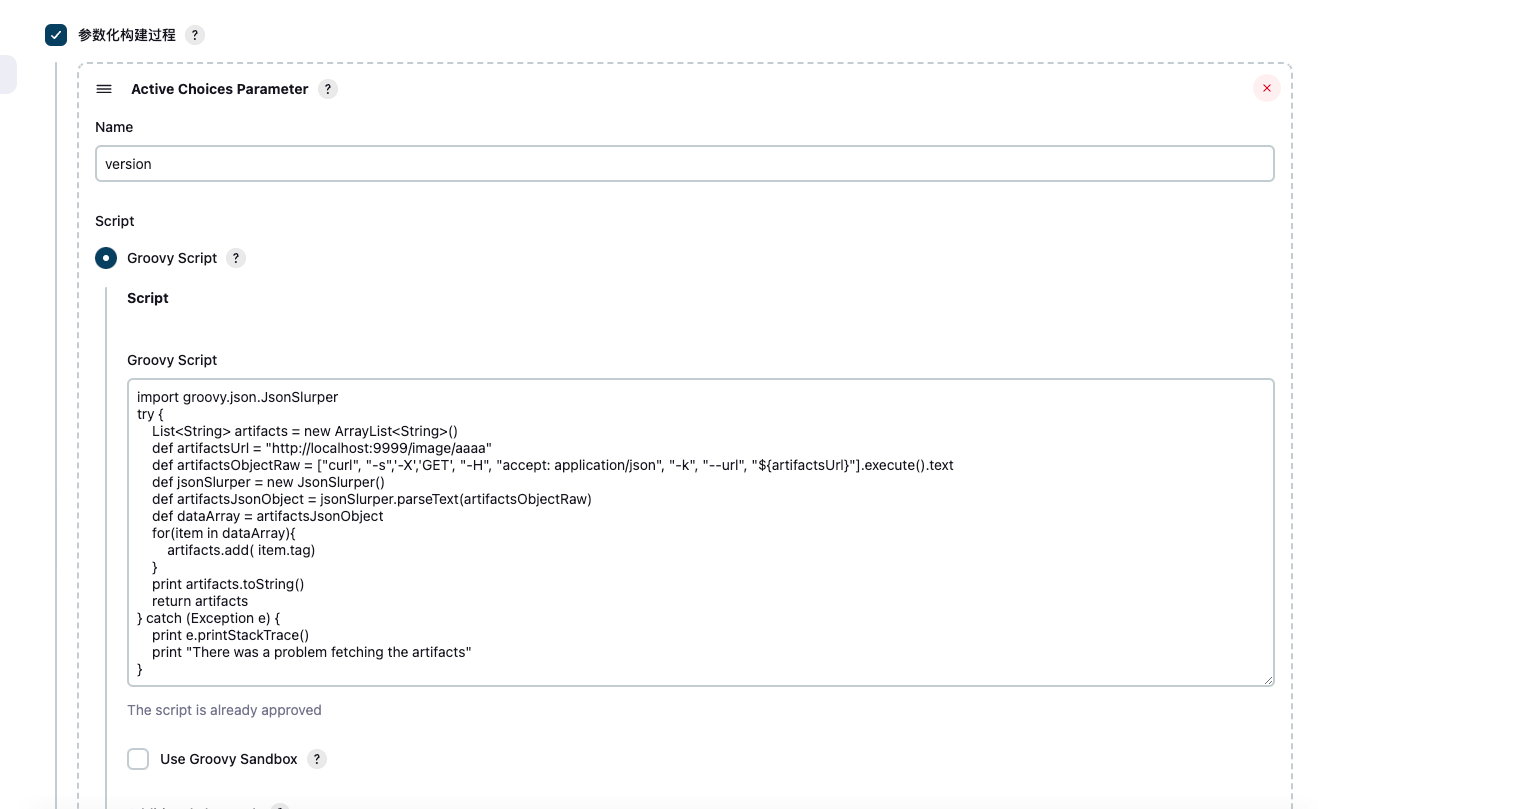 参数化构建过程 ?
Active Choices Parameter ?
Name
version
Script
Groovy Script ?
Script
Groovy Script
import groovy.json.JsonSlurper
try {
    List<String> artifacts = new ArrayList<String>()
    def artifactsUrl = "http://localhost:9999/image/aaaa"
    def artifactsObjectRaw = ["curl", "-s",'-X','GET', "-H", "accept: application/json", "-k", "--url", "${artifactsUrl}"].execute().text
    def jsonSlurper = new JsonSlurper()
    def artifactsJsonObject = jsonSlurper.parseText(artifactsObjectRaw)
    def dataArray = artifactsJsonObject
    for(item in dataArray){
        artifacts.add( item.tag)
    }
    print artifacts.toString()
    return artifacts
} catch (Exception e) {
    print e.printStackTrace()
    print "There was a problem fetching the artifacts"
}
The script is already approved
Use Groovy Sandbox ?